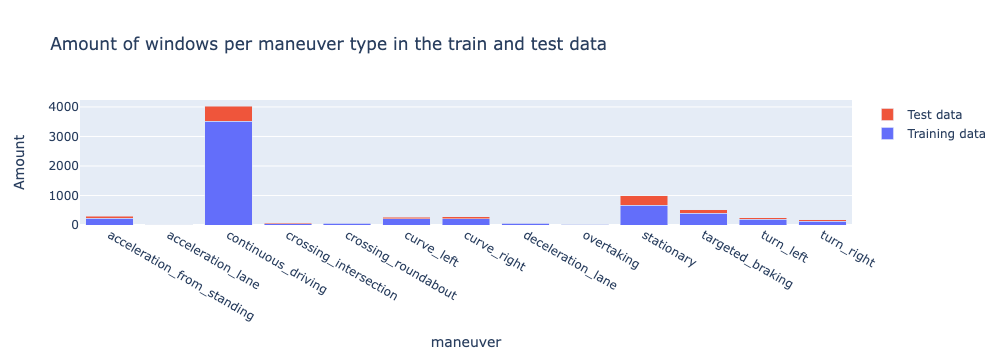 Amount of windows per maneuver type in the train and test data
Amount
4000
3000
2000
1000
0
Test data
Training data
acceleration_from_standing
acceleration_lane
continuous_driving
crossing_intersection
crossing_roundabout
curve_left
curve_right
deceleration_lane
overtaking
stationary
targeted_braking
turn_left
turn_right
maneuver